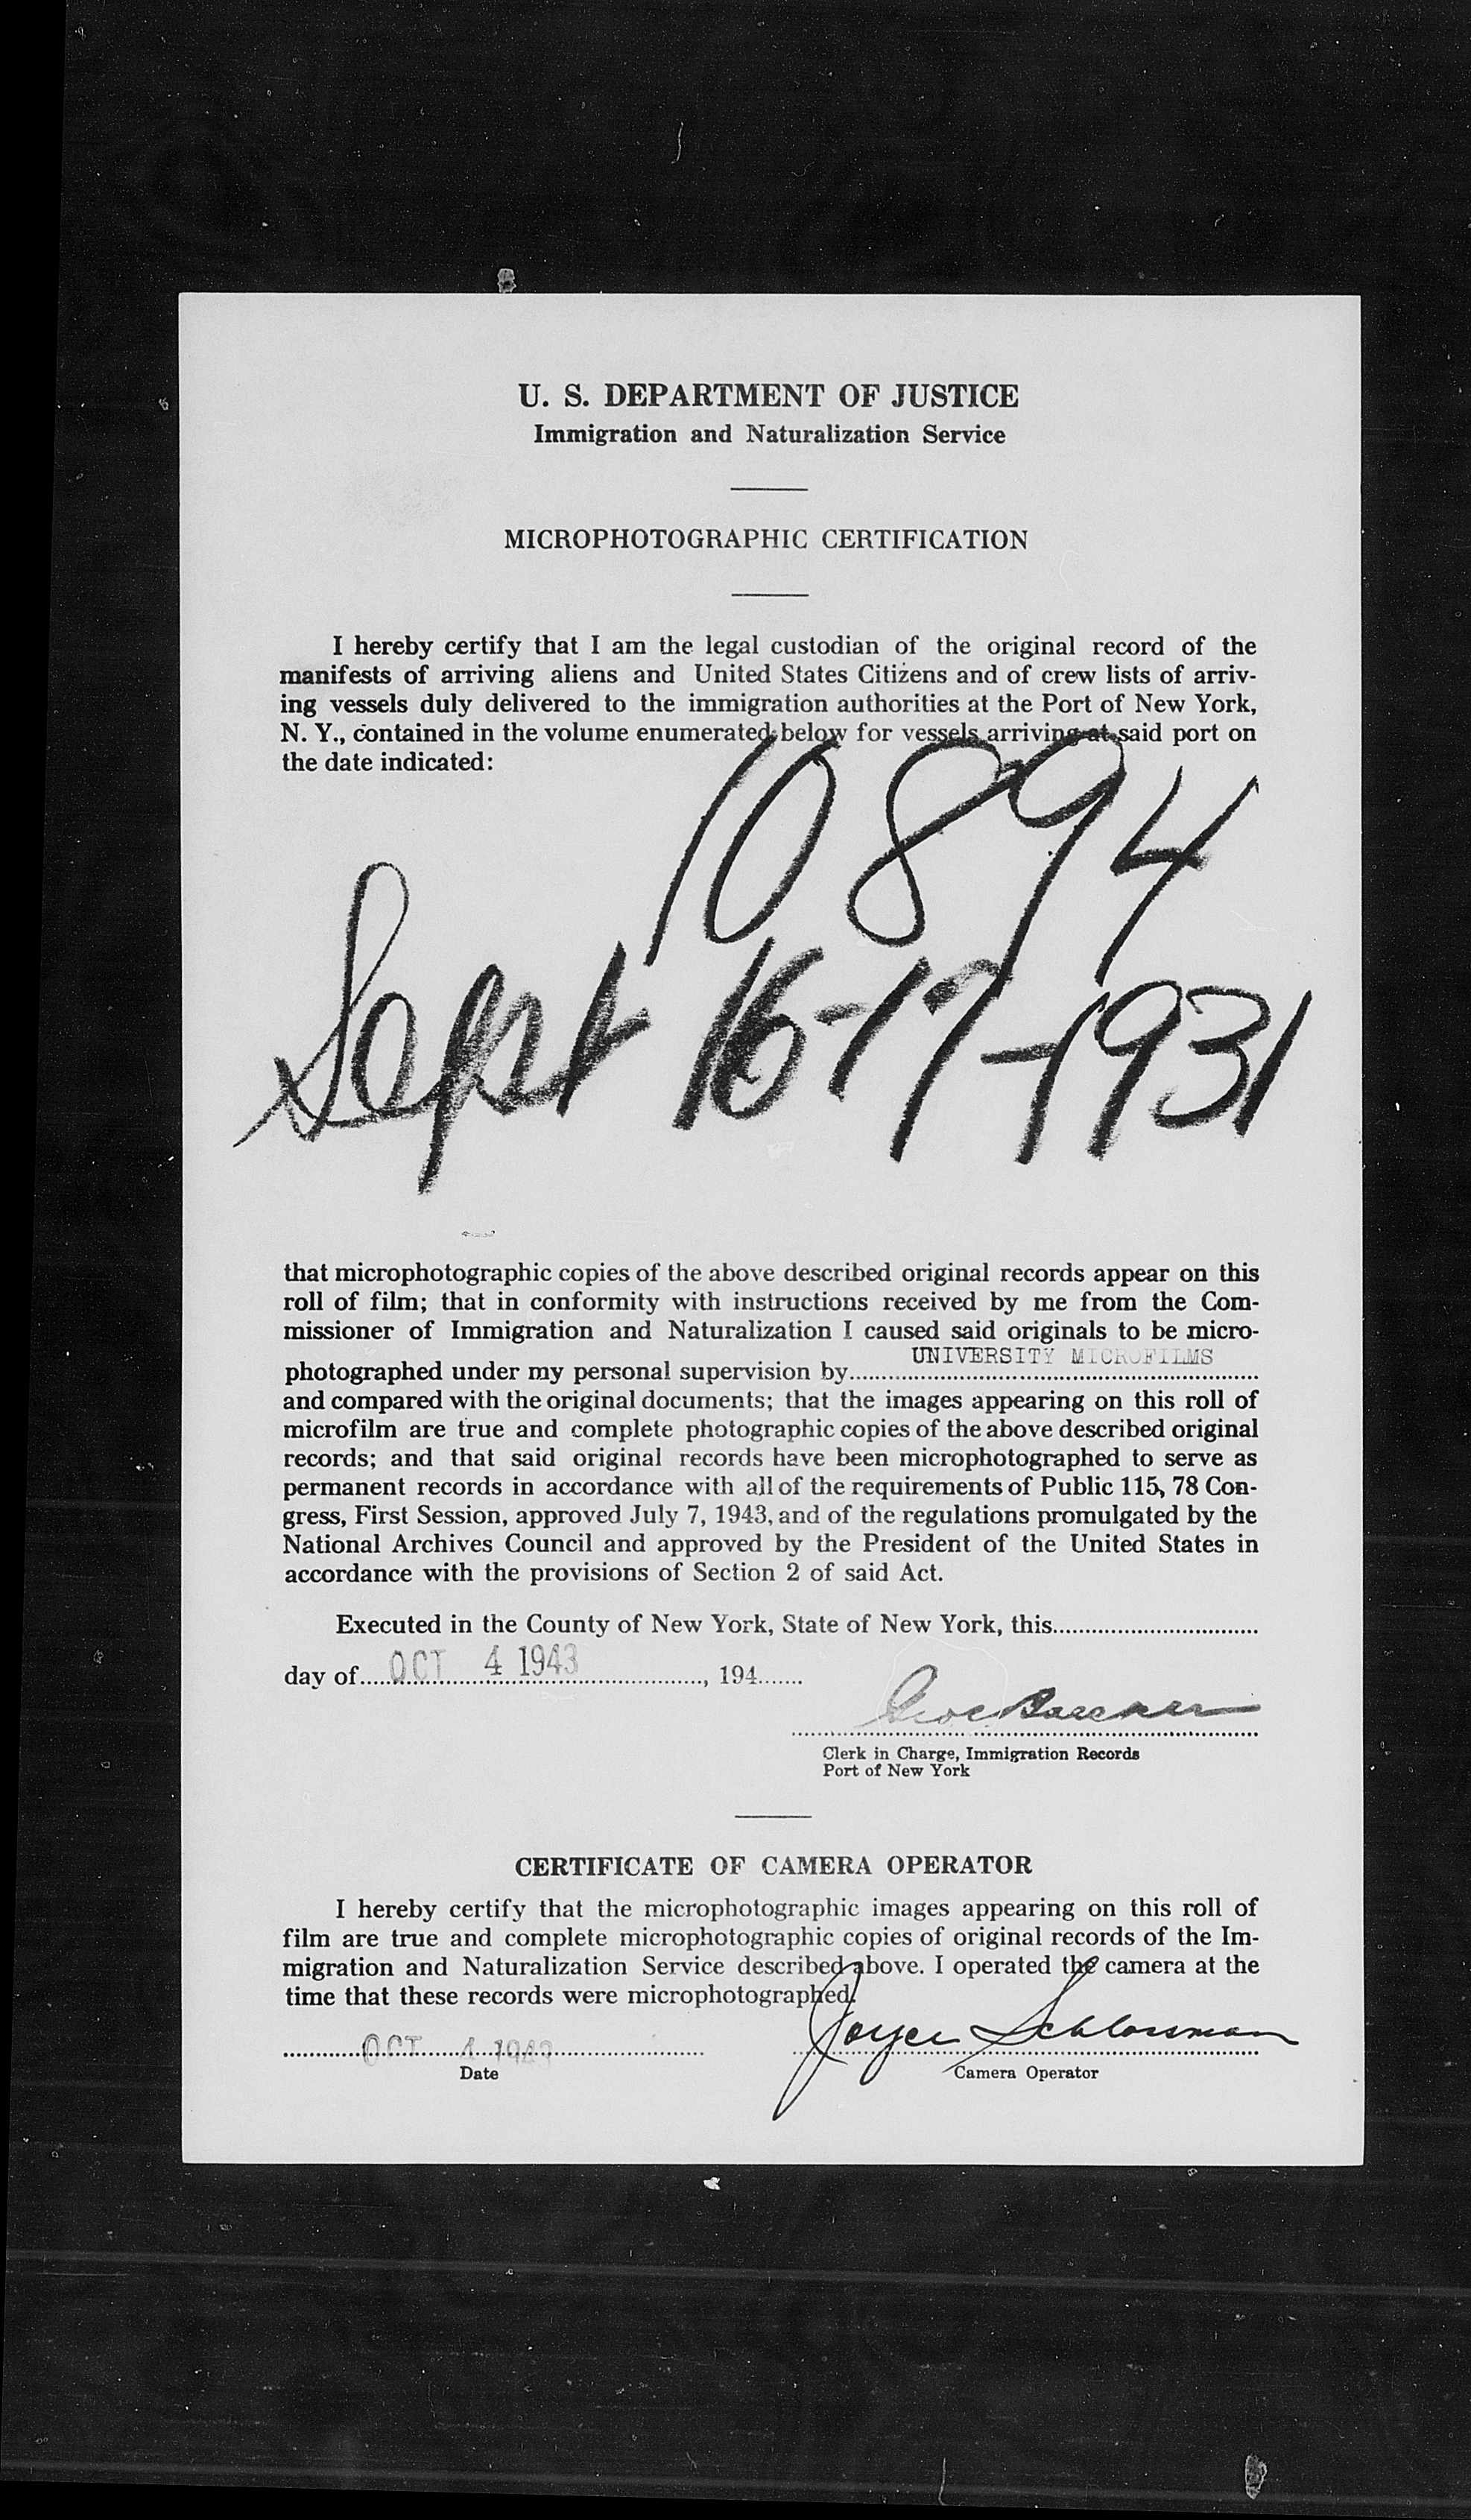 U. S. DEPARTMENT OF JUSTICE
Immigration and Naturalization Service
MICROPHOTOGRAPHIC CERTIFICATION
I hereby certify that I am the legal custodian of the original record of the
manifests of arriving aliens and United States Citizens and of crew lists of arriv-
ing vessels duly delivered to the immigration authorities at the Port of New York,
N. Y., contained in the volume enumerated below for vessels arriving at said port on
the date indicated:
10894
Sept 16-17-1931
that microphotographic copies of the above described original records appear on this
roll of film; that in conformity with instructions received by me from the Com-
missioner of Immigration and Naturalization I caused said originals to be micro-
photographed under my personal supervision by UNIVERSITY MICROFILMS
and compared with the original documents; that the images appearing on this roll of
microfilm are true and complete photographic copies of the above described original
records; and that said original records have been microphotographed to serve as
permanent records in accordance with all of the requirements of Public 115, 78 Con-
gress, First Session, approved July 7, 1943, and of the regulations promulgated by the
National Archives Council and approved by the President of the United States in
accordance with the provisions of Section 2 of said Act.
Executed in the County of New York, State of New York, this
day of OCT 4 1943, 194
Clerk in Charge, Immigration Records
Port of New York
CERTIFICATE OF CAMERA OPERATOR
I hereby certify that the microphotographic images appearing on this roll of
film are true and complete microphotographic copies of original records of the Im-
migration and Naturalization Service described above. I operated the camera at the
time that these records were microphotographed.
OCT 4 1943 Joyce Schlossman
Date Camera Operator